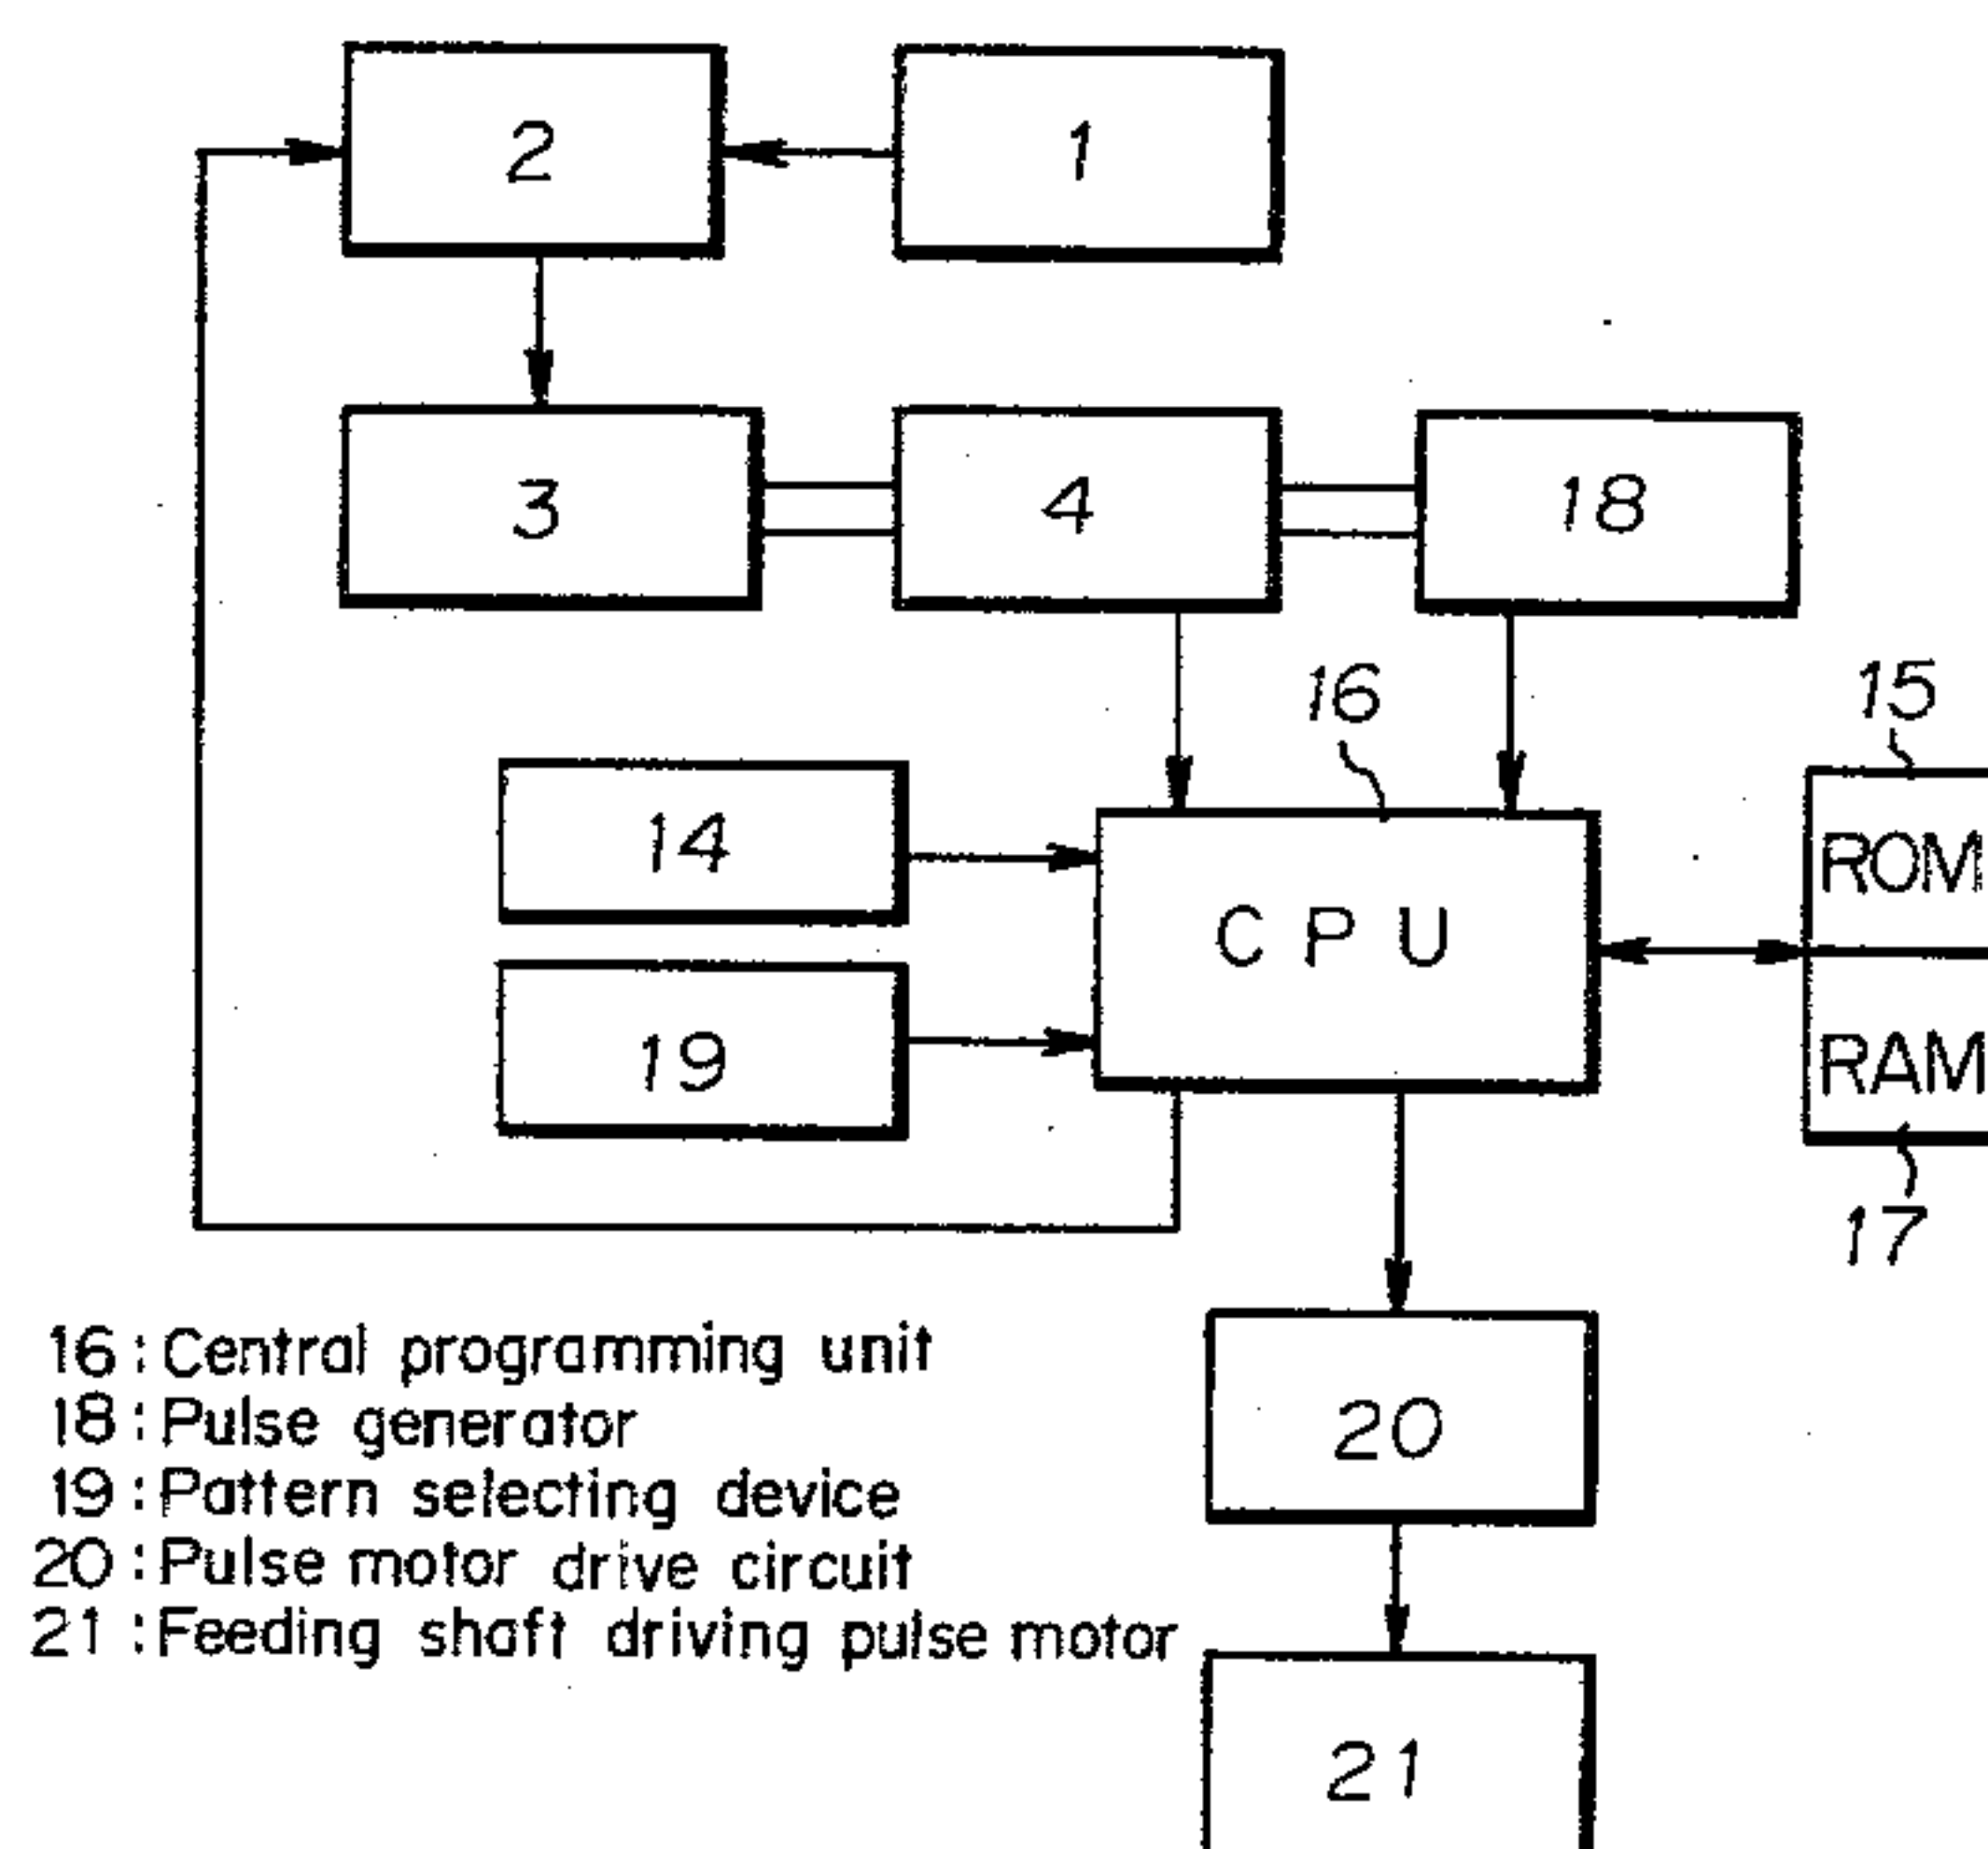 2
1
3
4
18
16
15
14
CPU
ROM
19
RAM
17
16: Central programming unit
18: Pulse generator
19: Pattern selecting device
20: Pulse motor drive circuit
21: Feeding shaft driving pulse motor
20
21